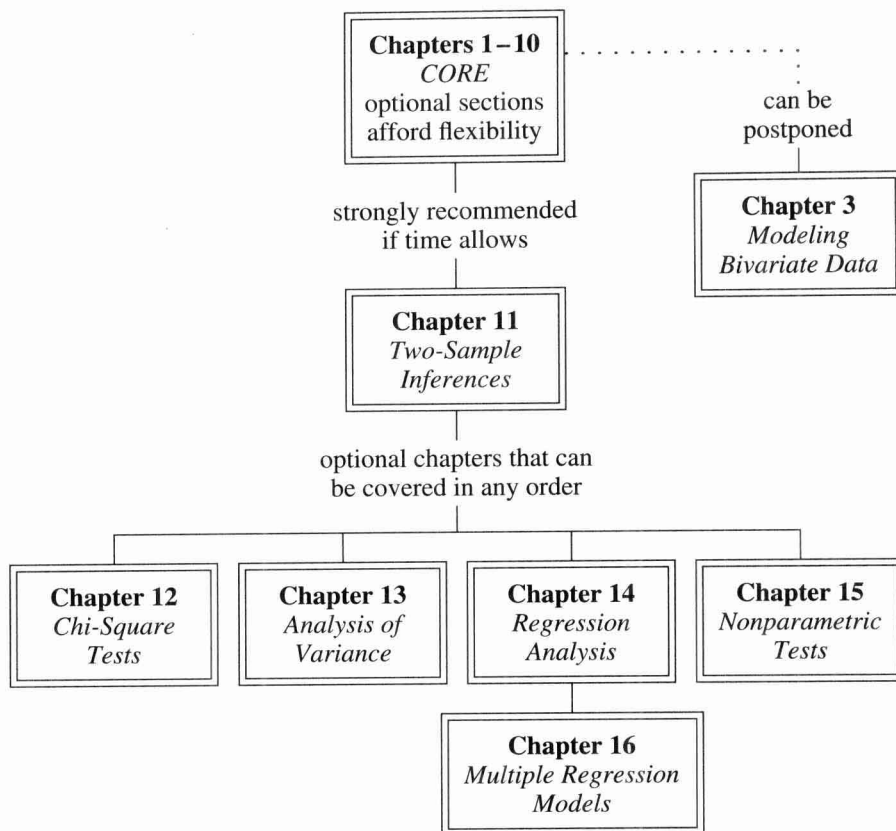 Chapters 1–10
CORE
optional sections
afford flexibility
can be
postponed
Chapter 3
Modeling
Bivariate Data
strongly recommended
if time allows
Chapter 11
Two-Sample
Inferences
optional chapters that can
be covered in any order
Chapter 12
Chi-Square
Tests
Chapter 13
Analysis of
Variance
Chapter 14
Regression
Analysis
Chapter 15
Nonparametric
Tests
Chapter 16
Multiple Regression
Models